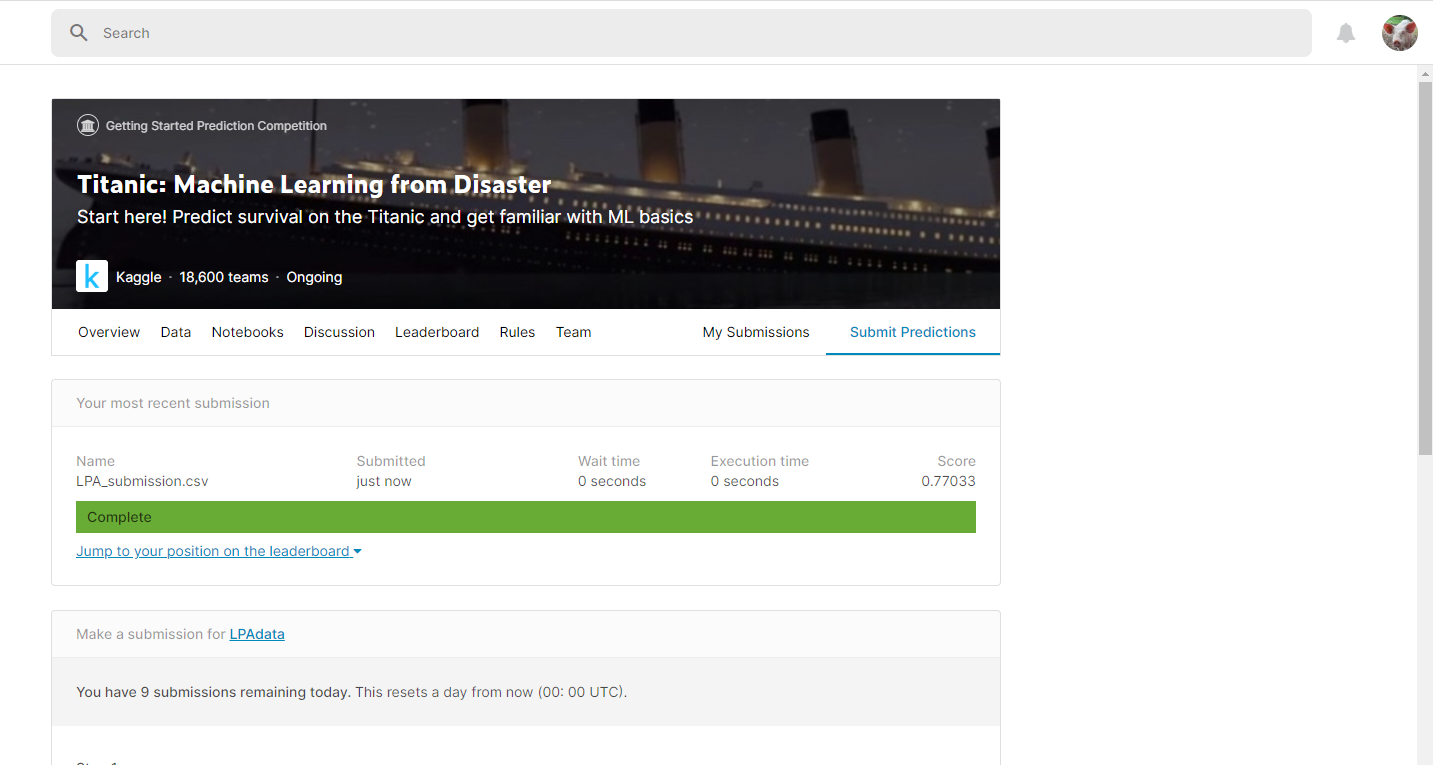 Search
Getting Started Prediction Competition
Titanic: Machine Learning from Disaster
Start here! Predict survival on the Titanic and get familiar with ML basics
k Kaggle · 18,600 teams · Ongoing
Overview Data Notebooks Discussion Leaderboard Rules Team My Submissions Submit Predictions
Your most recent submission
Name Submitted Wait time Execution time Score
LPA_submission.csv just now 0 seconds 0 seconds 0.77033
Complete
Jump to your position on the leaderboard
Make a submission for LPAdata
You have 9 submissions remaining today. This resets a day from now (00: 00 UTC).